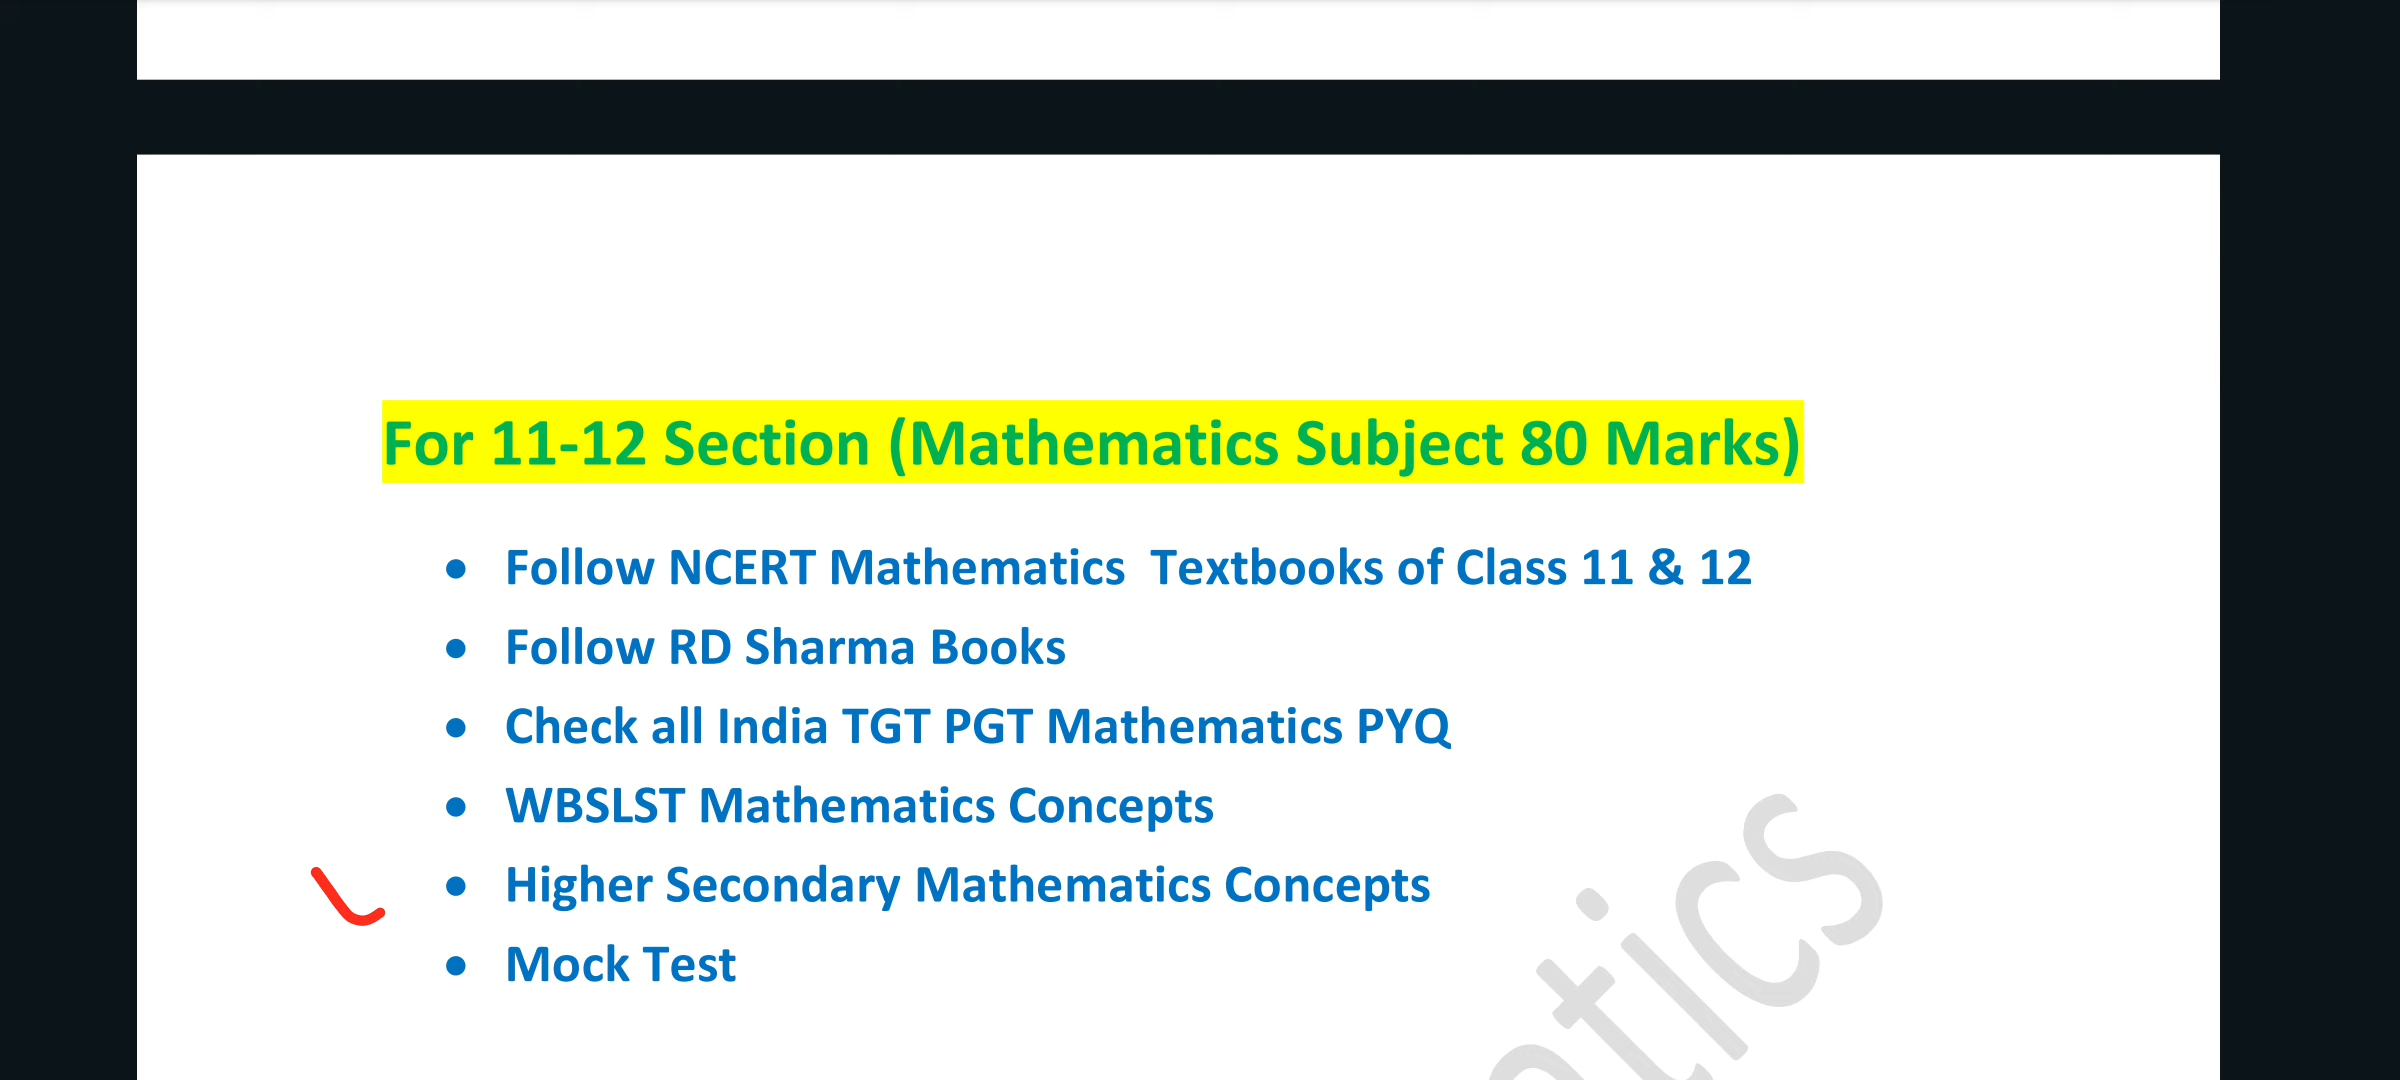 For 11-12 Section (Mathematics Subject 80 Marks)
• Follow NCERT Mathematics  Textbooks of Class 11 & 12
• Follow RD Sharma Books
• Check all India TGT PGT Mathematics PYQ
• WBSLST Mathematics Concepts
• Higher Secondary Mathematics Concepts
• Mock Test